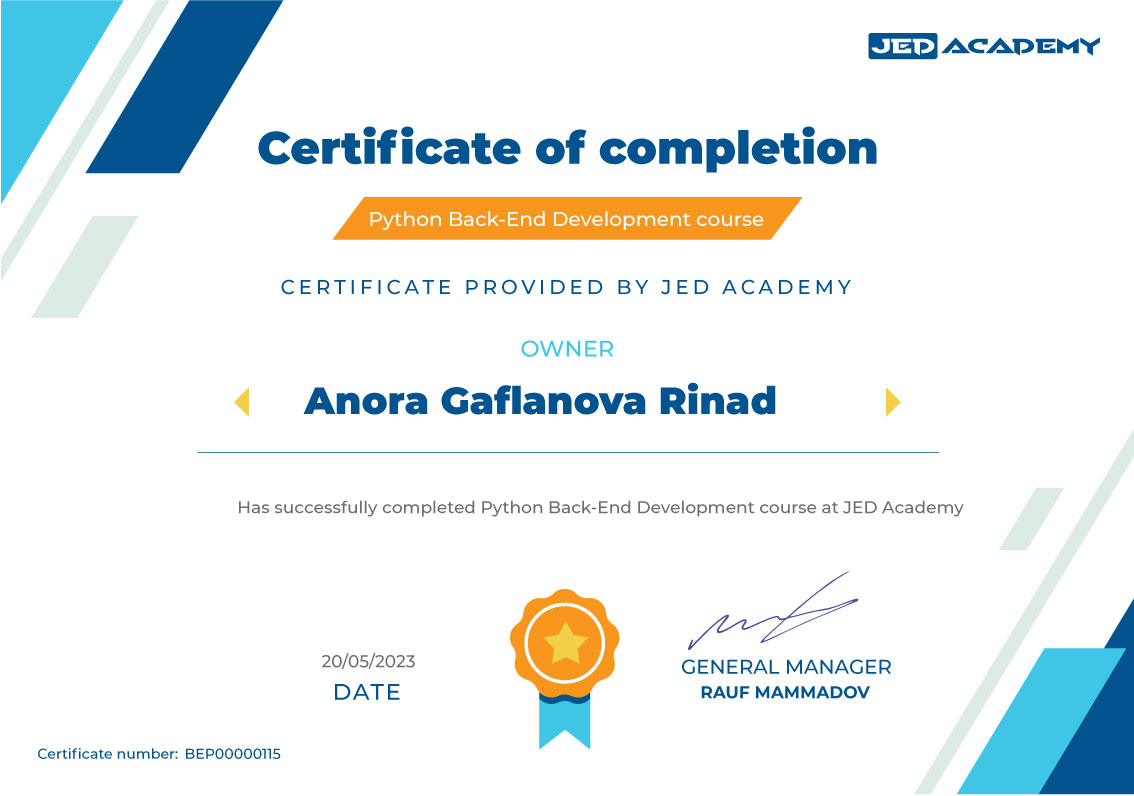 JED ACADEMY
Certificate of completion
Python Back-End Development course
CERTIFICATE PROVIDED BY JED ACADEMY
OWNER
Anora Gaflanova Rinad
Has successfully completed Python Back-End Development course at JED Academy
20/05/2023
DATE
GENERAL MANAGER
RAUF MAMMADOV
Certificate number: BEP00000115